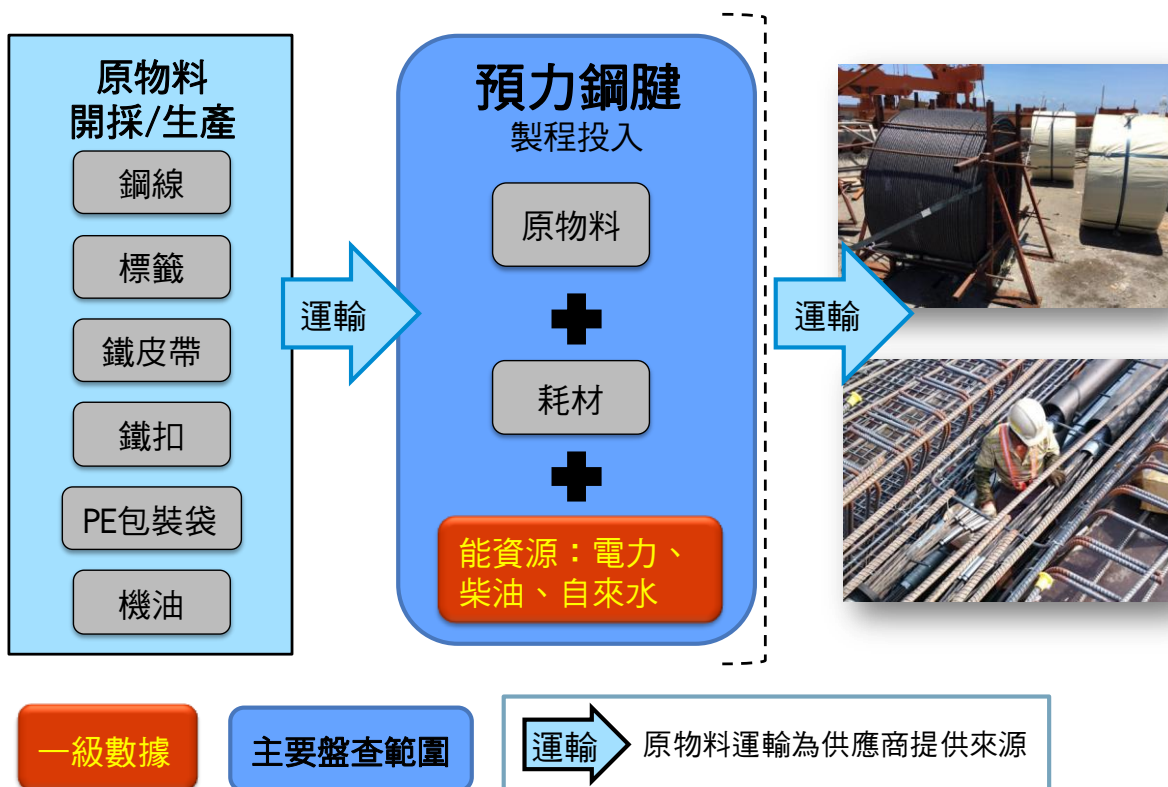 原物料
開採/生產
鋼線
標籤
鐵皮帶
鐵扣
PE包裝袋
機油
運輸
預力鋼腱
製程投入
原物料
耗材
能資源：電力、
柴油、自來水
運輸
一級數據
主要盤查範圍
運輸
原物料運輸為供應商提供來源